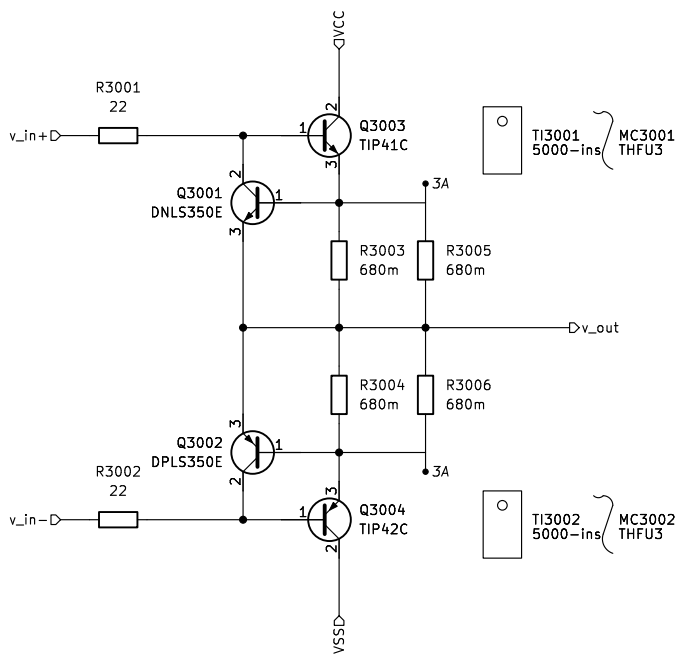 VCC
R3001
22
v_in+
2
1
Q3003
TIP41C
3
TI3001
5000-ins
MC3001
THFU3
3A
Q3001
DNLS350E
2
1
3
R3003
680m
R3005
680m
v_out
R3004
680m
R3006
680m
Q3002
DPLS350E
3
1
2
3A
R3002
22
v_in-
3
1
Q3004
TIP42C
2
TI3002
5000-ins
MC3002
THFU3
VSS